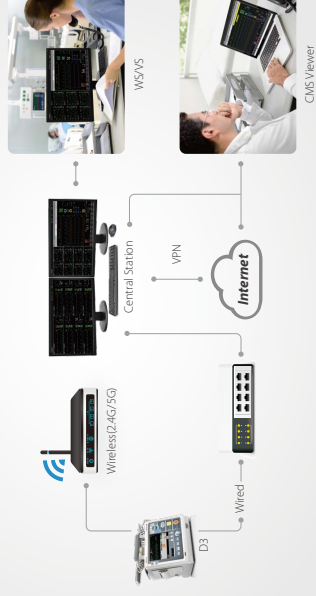 D3
Wireless(2.4G/5G)
Wired
Central Station
VPN
Internet
WS/VS
CMS Viewer